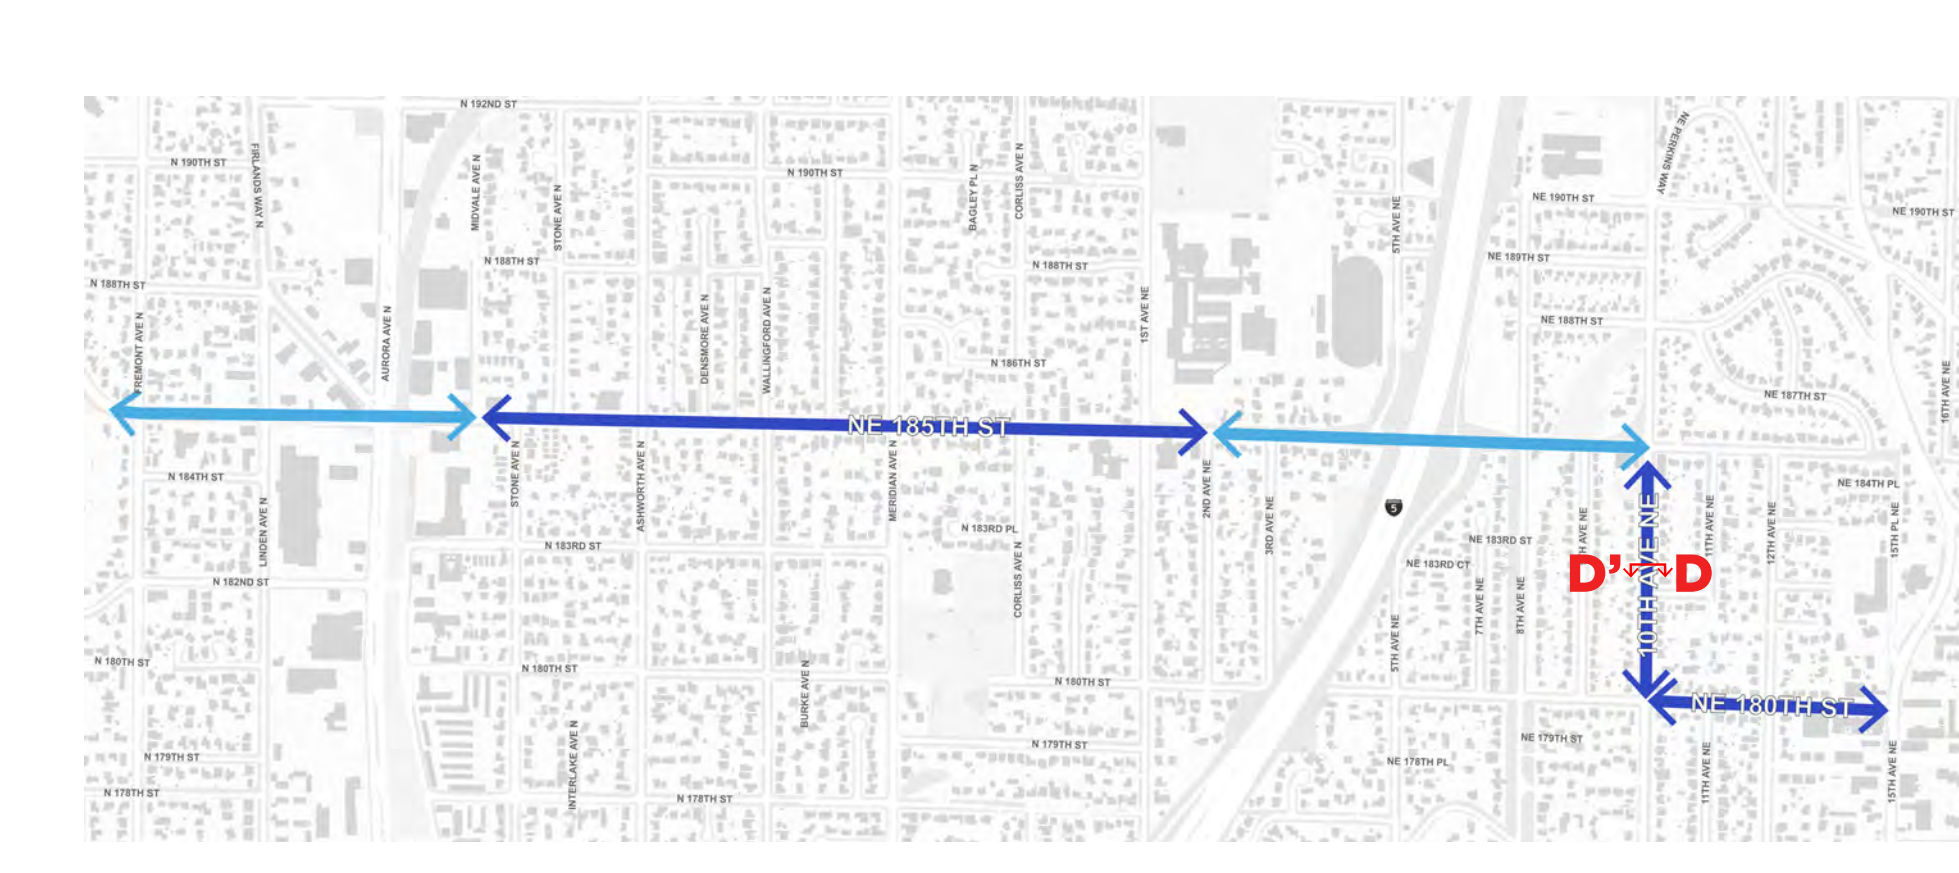 N 192ND ST
N 190TH ST
FIRLANDS WAY N
MIDVALE AVE N
STONE AVE N
N 190TH ST
BAGLEY PL N
CORLISS AVE N
5TH AVE NE
NE PERKINS WAY
NE 190TH ST
NE 190TH ST
N 188TH ST
N 188TH ST
N 188TH ST
NE 189TH ST
NE 188TH ST
FREMONT AVE N
AURORA AVE N
DENSMORE AVE N
WALLINGFORD AVE N
1ST AVE NE
N 186TH ST
NE 187TH ST
16TH AVE NE
NE 185TH ST
N 184TH ST
LINDEN AVE N
STONE AVE N
ASHWORTH AVE N
MERIDIAN AVE N
2ND AVE NE
3RD AVE NE
5
NE 184TH PL
N 183RD PL
N 183RD ST
NE 183RD ST
NE 183RD CT
H AVE NE
10TH AVE NE
11TH AVE NE
12TH AVE NE
15TH PL NE
D’ D
N 182ND ST
CORLISS AVE N
5TH AVE NE
7TH AVE NE
8TH AVE NE
N 180TH ST
N 180TH ST
N 180TH ST
NE 180TH ST
BURKE AVE N
INTERLAKE AVE N
N 179TH ST
N 179TH ST
NE 179TH ST
NE 178TH PL
N 178TH ST
N 178TH ST
11TH AVE NE
15TH AVE NE